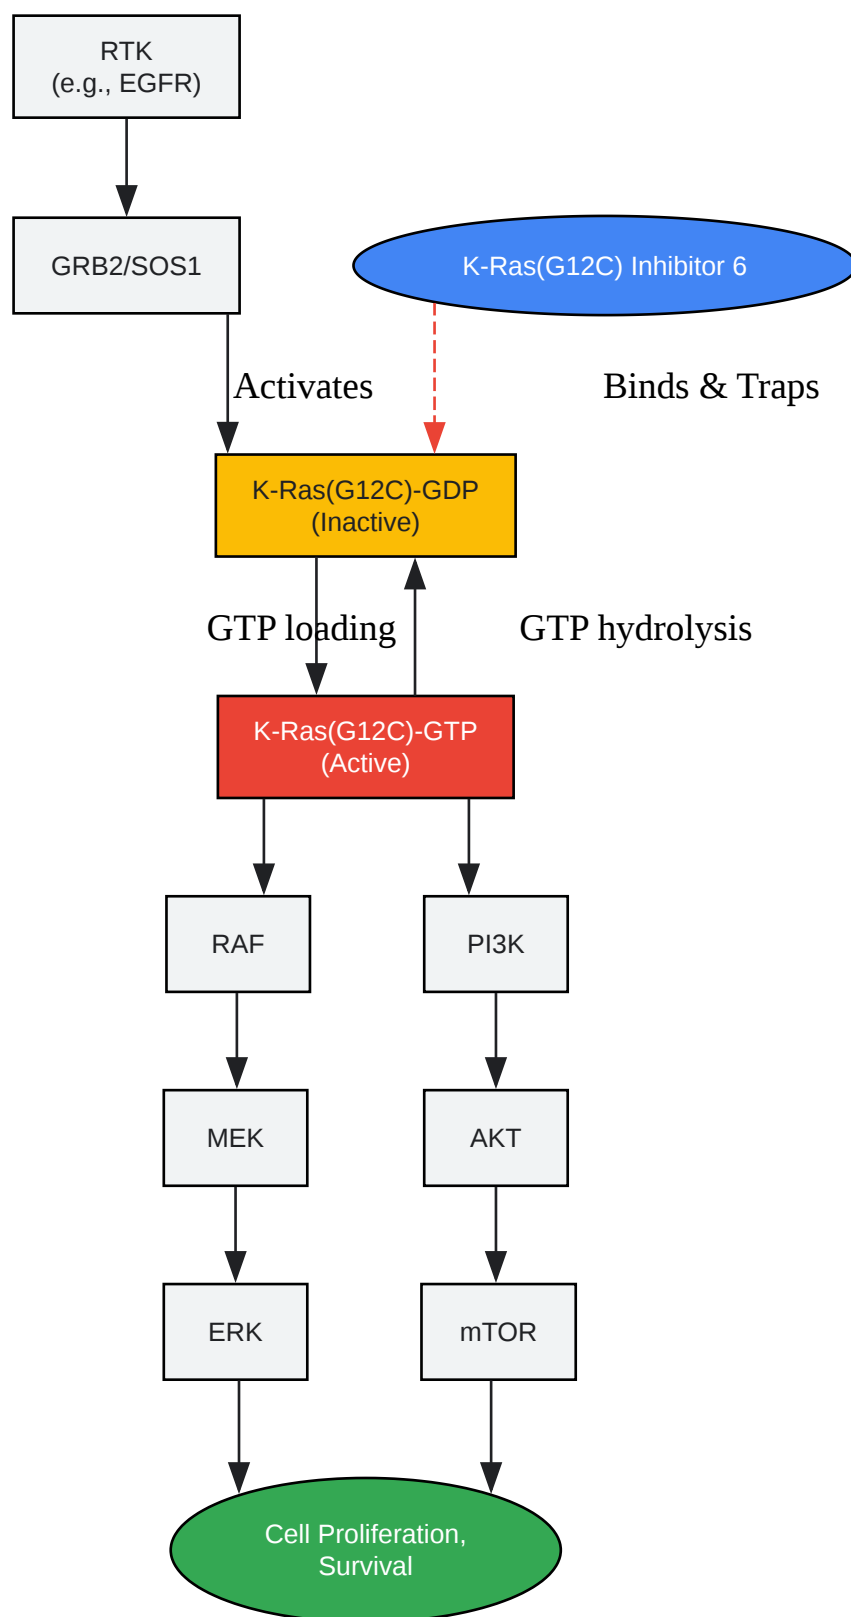 RTK
(e.g., EGFR)
GRB2/SOS1
K-Ras(G12C) Inhibitor 6
Activates
Binds & Traps
K-Ras(G12C)-GDP
(Inactive)
GTP loading
GTP hydrolysis
K-Ras(G12C)-GTP
(Active)
RAF
PI3K
MEK
AKT
ERK
mTOR
Cell Proliferation,
Survival